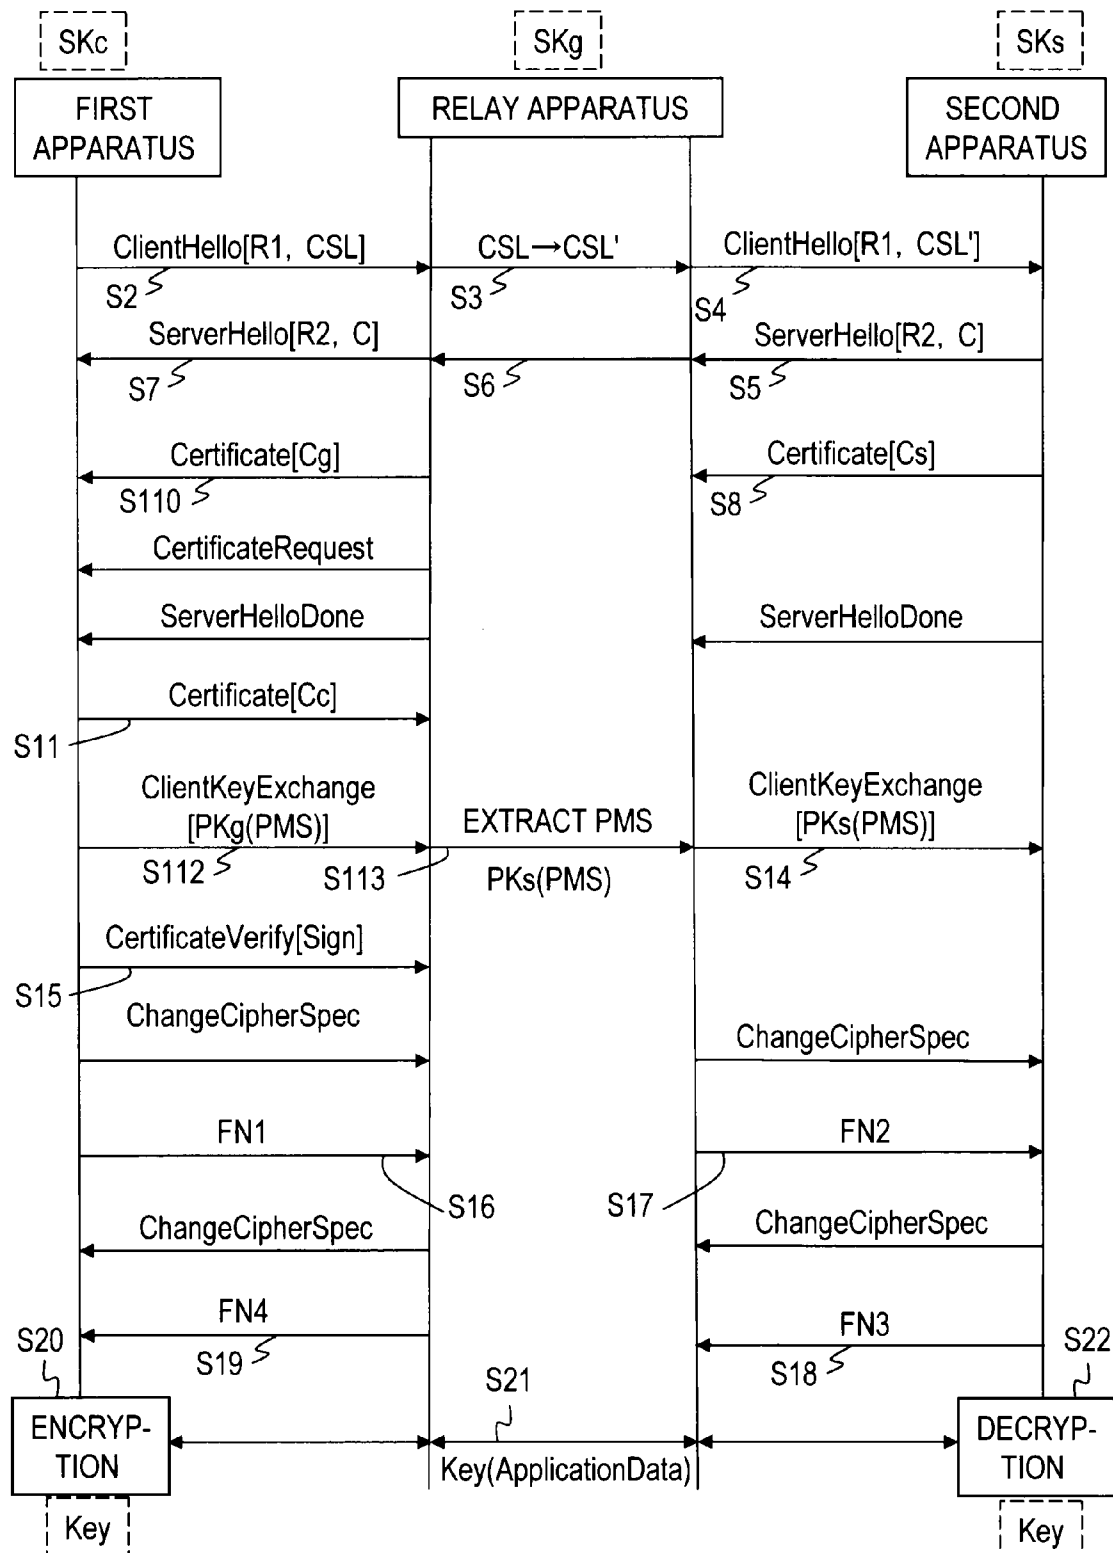 SKc
SKg
SKs
FIRST
APPARATUS
RELAY APPARATUS
SECOND
APPARATUS
ClientHello[R1, CSL]
CSL→CSL'
ClientHello[R1, CSL']
S2
S3
S4
ServerHello[R2, C]
ServerHello[R2, C]
S7
S6
S5
Certificate[Cg]
Certificate[Cs]
S110
S8
CertificateRequest
ServerHelloDone
ServerHelloDone
Certificate[Cc]
S11
ClientKeyExchange
[PKg(PMS)]
EXTRACT PMS
ClientKeyExchange
[PKs(PMS)]
S112
S113
PKs(PMS)
S14
CertificateVerify[Sign]
S15
ChangeCipherSpec
ChangeCipherSpec
FN1
FN2
S16
S17
ChangeCipherSpec
ChangeCipherSpec
FN4
FN3
S20
S19
S18
S22
S21
ENCRYP-
TION
Key(ApplicationData)
DECRYP-
TION
Key
Key